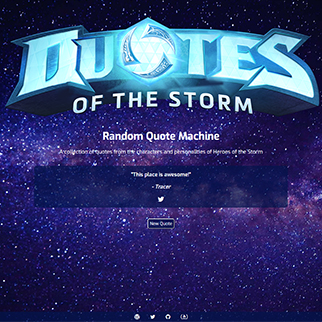 QUOTES
OF THE STORM
Random Quote Machine
A collection of quotes from the characters and personalities of Heroes of the Storm
"This place is awesome!"
- Tracer
New Quote